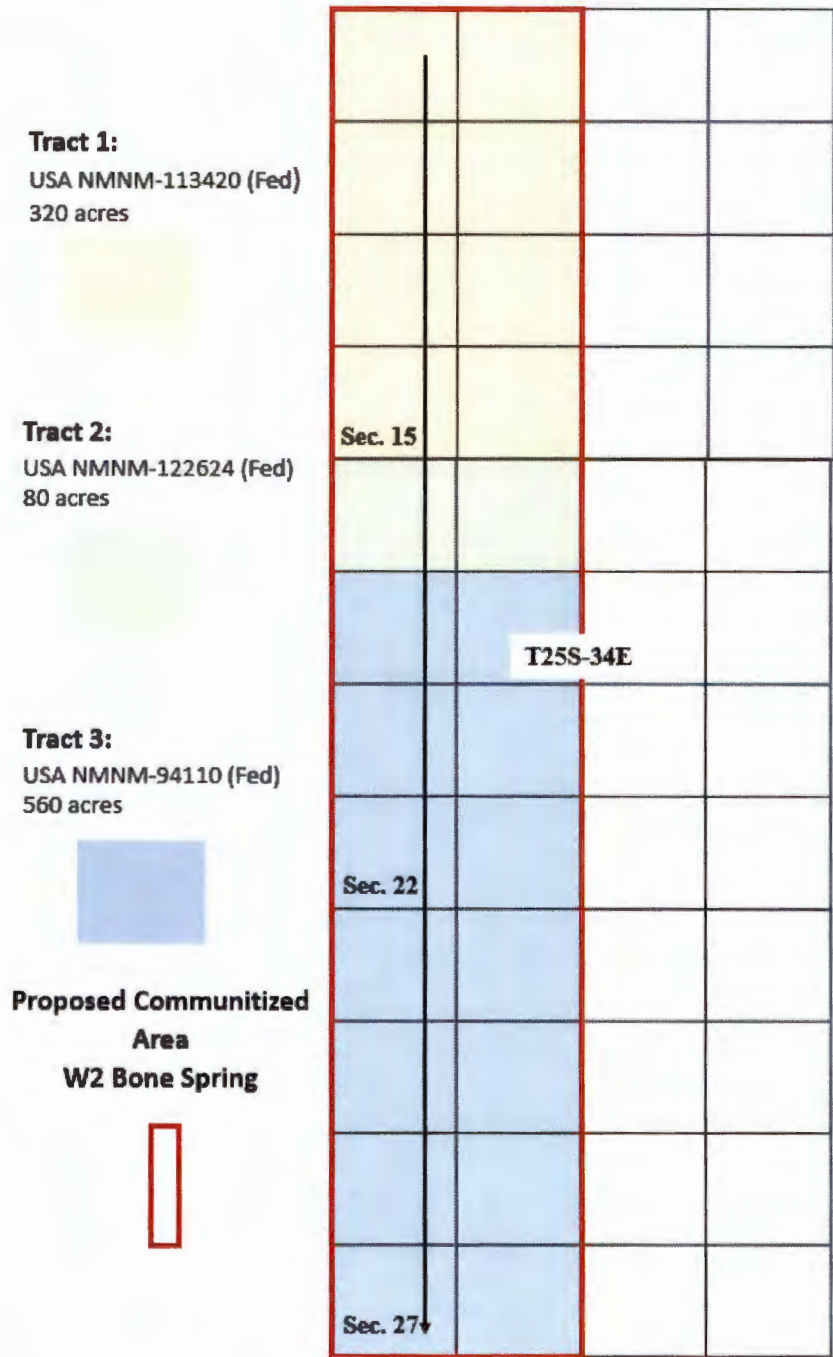 Tract 1:
USA NMNM-113420 (Fed)
320 acres
Sec. 15
Tract 2:
USA NMNM-122624 (Fed)
80 acres
T25S-34E
Tract 3:
USA NMNM-94110 (Fed)
560 acres
Sec. 22
Proposed Communitized
Area
W2 Bone Spring
Sec. 27